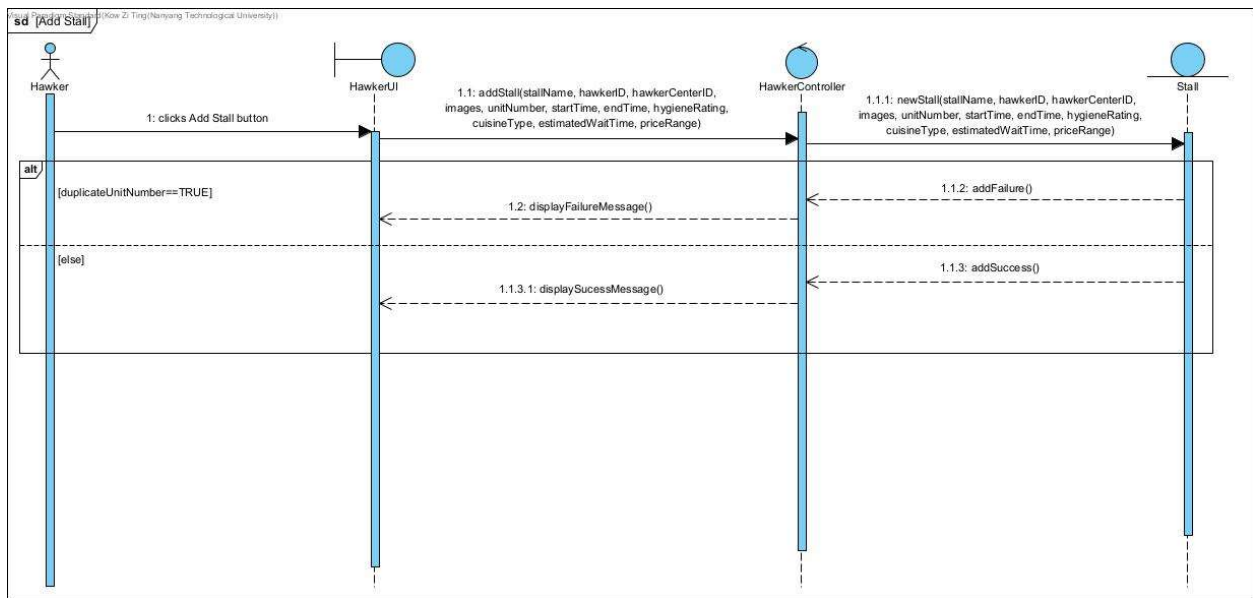 Visual Paradigm Standard(Kow Zi Ting(Nanyang Technological University))
sd [Add Stall]
Hawker
HawkerUI
HawkerController
Stall
1: clicks Add Stall button
1.1: addStall(stallName, hawkerID, hawkerCenterID,
images, unitNumber, startTime, endTime, hygieneRating,
cuisineType, estimatedWaitTime, priceRange)
1.1.1: newStall(stallName, hawkerID, hawkerCenterID,
images, unitNumber, startTime, endTime, hygieneRating,
cuisineType, estimatedWaitTime, priceRange)
alt
[duplicateUnitNumber==TRUE]
1.1.2: addFailure()
1.2: displayFailureMessage()
[else]
1.1.3: addSuccess()
1.1.3.1: displaySucessMessage()